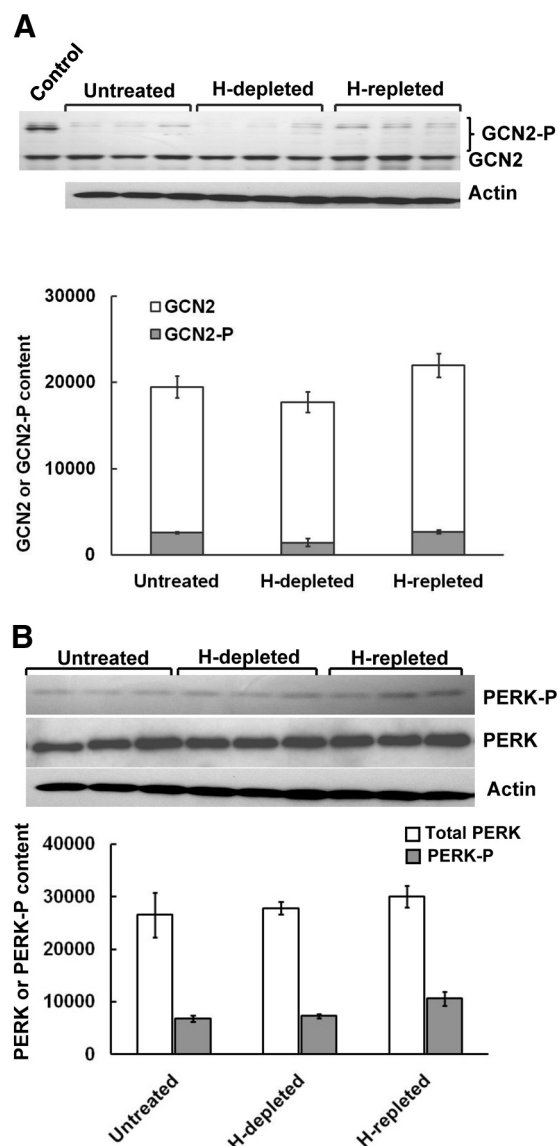 A
Control
Untreated H-depleted H-repleted
GCN2-P
GCN2
Actin
GCN2 or GCN2-P content
30000
20000
10000
0
GCN2
GCN2-P
Untreated H-depleted H-repleted
B
Untreated H-depleted H-repleted
PERK-P
PERK
Actin
PERK or PERK-P content
40000
30000
20000
10000
0
Total PERK
PERK-P
Untreated H-depleted H-repleted